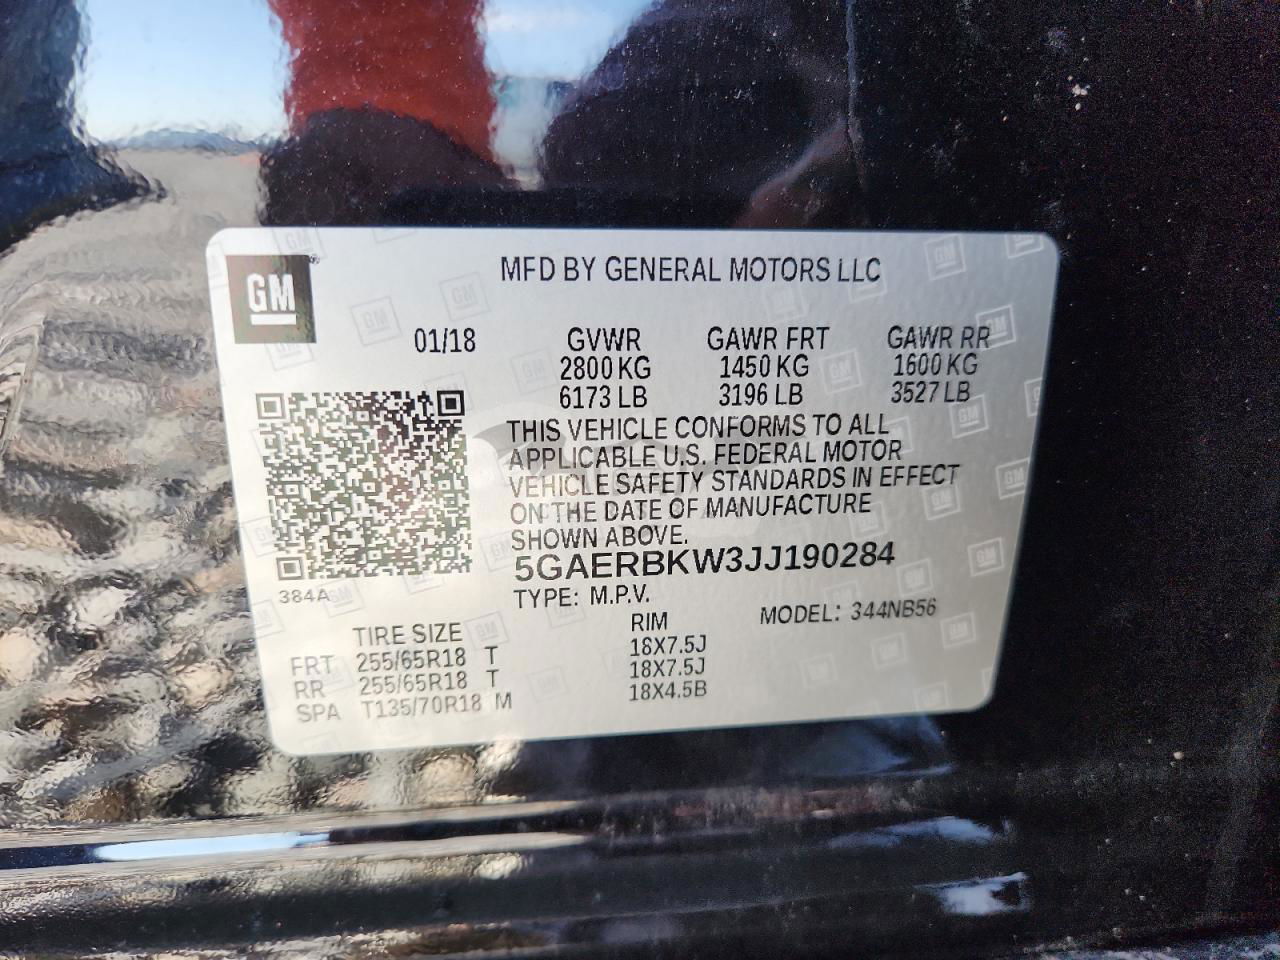 GM
MFD BY GENERAL MOTORS LLC
01/18 GVWR GAWR FRT GAWR RR
2800 KG 1450 KG 1600 KG
6173 LB 3196 LB 3527 LB
THIS VEHICLE CONFORMS TO ALL
APPLICABLE U.S. FEDERAL MOTOR
VEHICLE SAFETY STANDARDS IN EFFECT
ON THE DATE OF MANUFACTURE
SHOWN ABOVE.
5GAERBKW3JJ190284
384A
TYPE: M.P.V. MODEL: 344NB56
TIRE SIZE RIM
FRT 255/65R18 T 18X7.5J
RR 255/65R18 T 18X7.5J
SPA T135/70R18 M 18X4.5B